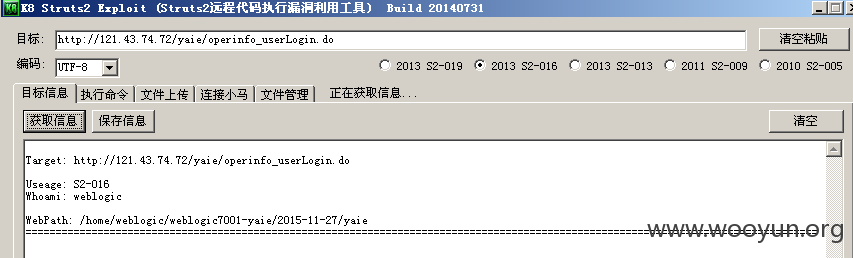 K8 Struts2 Exploit (Struts2远程代码执行漏洞利用工具) Build 20140731
目标: http://121.43.74.72/yaie/operinfo_userLogin.do 清空粘贴
编码: UTF-8 2013 S2-019 2013 S2-016 2013 S2-013 2011 S2-009 2010 S2-005
目标信息 执行命令 文件上传 连接小马 文件管理 正在获取信息...
获取信息 保存信息 清空
Target: http://121.43.74.72/yaie/operinfo_userLogin.do
Useage: S2-016
Whoami: weblogic
WebPath: /home/weblogic/weblogic7001-yaie/2015-11-27/yaie
www.wooyun.org